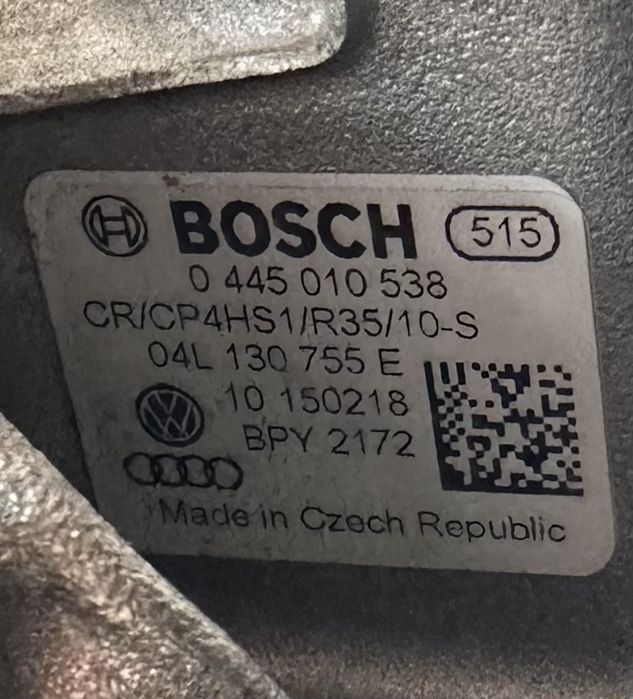 BOSCH 515
0 445 010 538
CR/CP4HS1/R35/10-S
04L 130 755 E
10 150218
BPY 2172
Made in Czech Republic